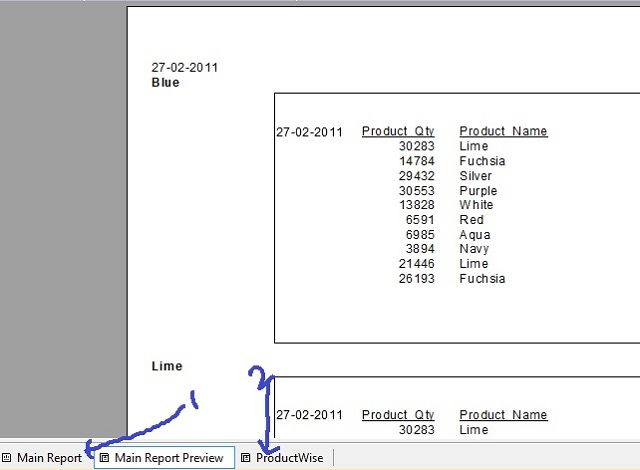 27-02-2011
Blue
27-02-2011 Product_Qty Product_Name
30283 Lime
14784 Fuchsia
29432 Silver
30553 Purple
13828 White
6591 Red
6985 Aqua
3894 Navy
21446 Lime
26193 Fuchsia
Lime
2
27-02-2011 Product_Qty Product_Name
30283 Lime
1
Main Report Main Report Preview ProductWise